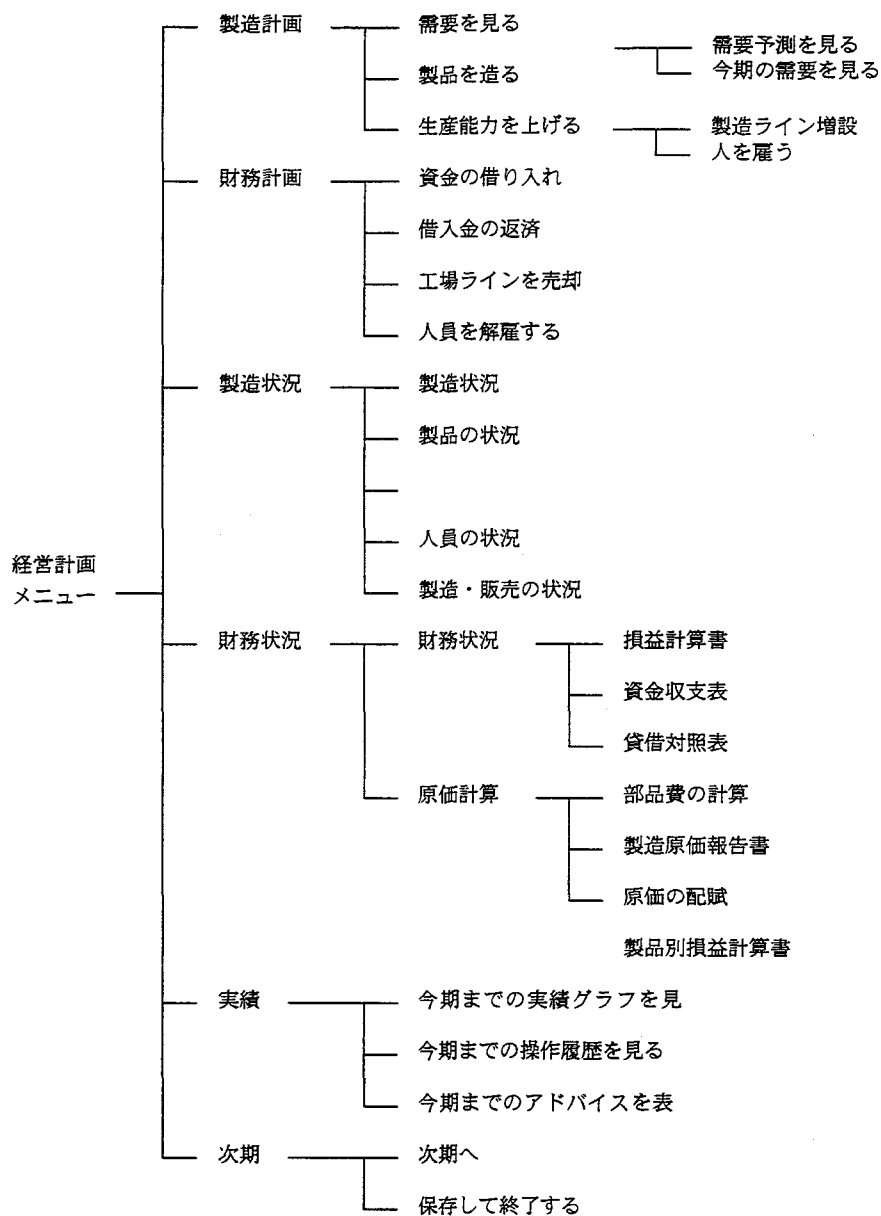 経営計画
メニュー
製造計画
需要を見る
需要予測を見る
今期の需要を見る
製品を造る
生産能力を上げる
製造ライン増設
人を雇う
財務計画
資金の借り入れ
借入金の返済
工場ラインを売却
人員を解雇する
製造状況
製造状況
製品の状況
人員の状況
製造・販売の状況
財務状況
財務状況
損益計算書
資金収支表
貸借対照表
原価計算
部品費の計算
製造原価報告書
原価の配賦
製品別損益計算書
実績
今期までの実績グラフを見
今期までの操作履歴を見る
今期までのアドバイスを表
次期
次期へ
保存して終了する